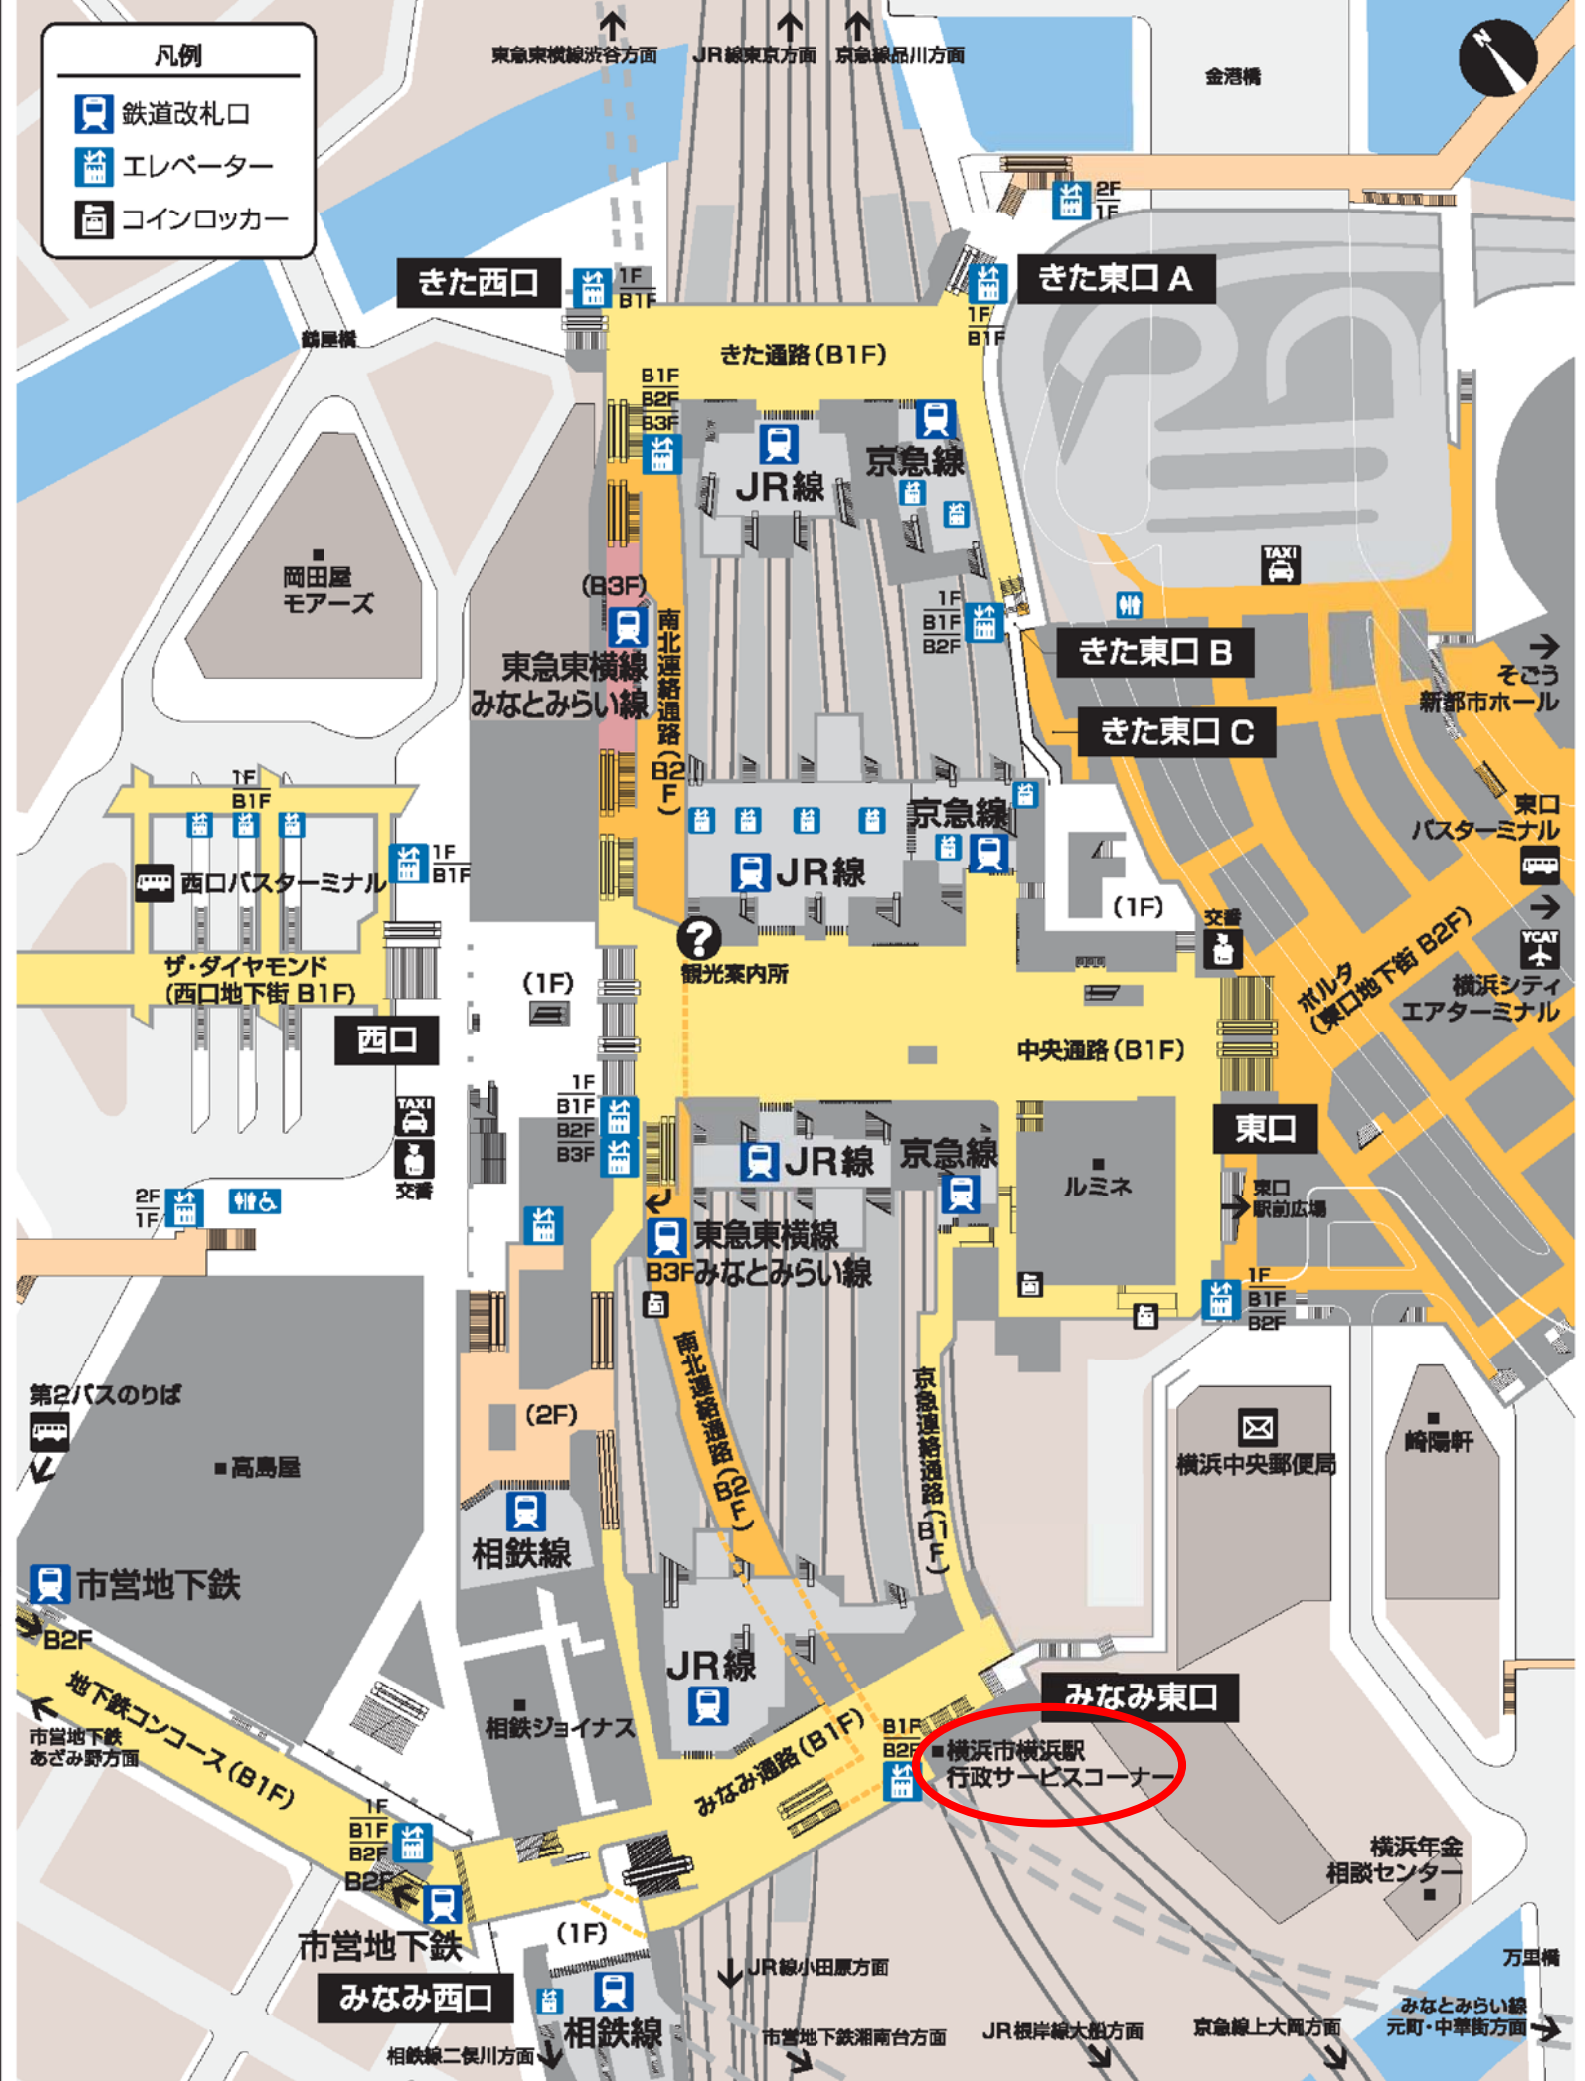 凡例
鉄道改札口
エレベーター
コインロッカー
東急東横線渋谷方面
JR線東京方面
京急線品川方面
金港橋
N
2F
1F
きた西口
1F
B1F
きた東口 A
1F
B1F
鶴屋橋
きた通路(B1F)
B1F
B2F
B3F
JR線
京急線
岡田屋
モアーズ
(B3F)
東急東横線
みなとみらい線
南北連絡通路(B2F)
TAXI
1F
B1F
B2F
きた東口 B
きた東口 C
そごう
新都市ホール
東口
バスターミナル
1F
B1F
西口バスターミナル
1F
B1F
京急線
JR線
(1F)
交番
?
観光案内所
ザ・ダイヤモンド
(西口地下街 B1F)
(1F)
西口
中央通路(B1F)
ポルタ
(東口地下街 B2F)
YCAT
横浜シティ
エアターミナル
1F
B1F
B2F
B3F
TAXI
交番
JR線
京急線
ルミネ
東口
東口
駅前広場
2F
1F
東急東横線
B3Fみなとみらい線
1F
B1F
B2F
南北連絡通路(B2F)
京急連絡通路(B1F)
第2バスのりば
高島屋
(2F)
相鉄線
横浜中央郵便局
崎陽軒
市営地下鉄
B2F
地下鉄コンコース(B1F)
市営地下鉄
あざみ野方面
相鉄ジョイナス
JR線
みなみ通路(B1F)
みなみ東口
B1F
B2F
横浜市横浜駅
行政サービスコーナー
1F
B1F
B2F
B2F
市営地下鉄
みなみ西口
(1F)
相鉄線
相鉄線二俣川方面
JR線小田原方面
市営地下鉄湘南台方面
JR根岸線大船方面
京急線上大岡方面
横浜年金
相談センター
万里橋
みなとみらい線
元町・中華街方面